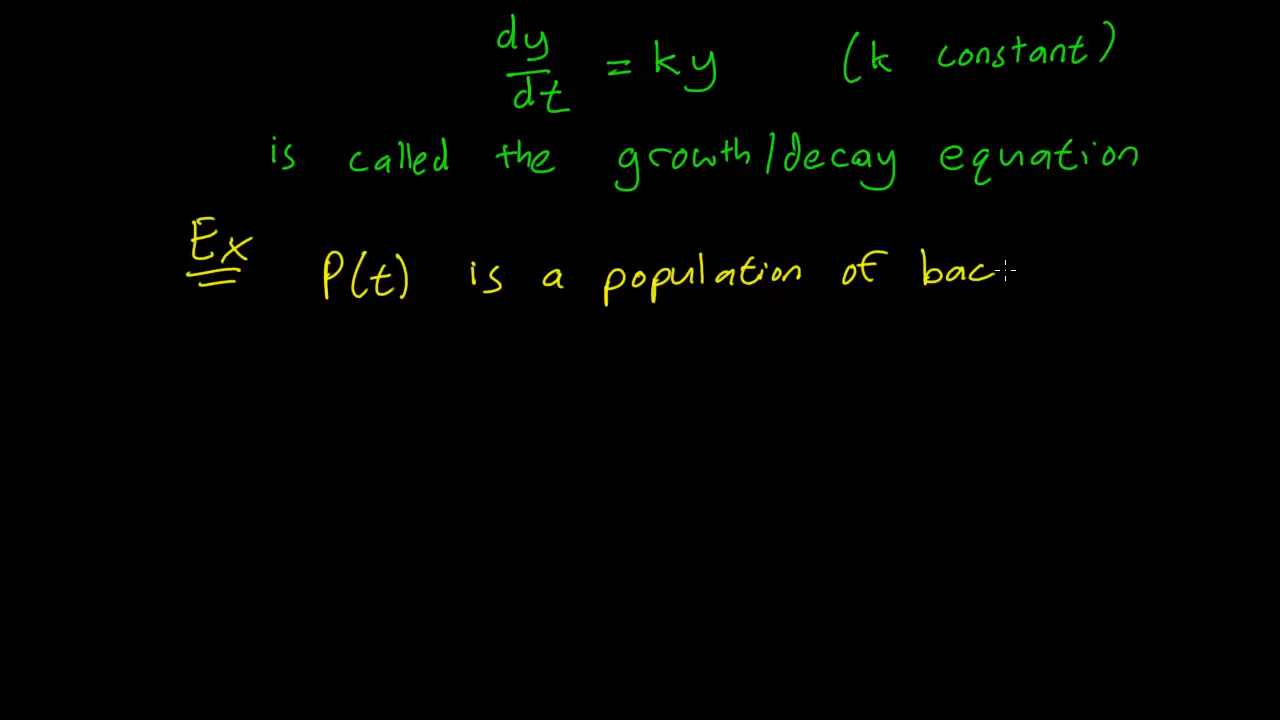 dy/dt = ky (k constant)
is called the growth/decay equation
Ex P(t) is a population of bac